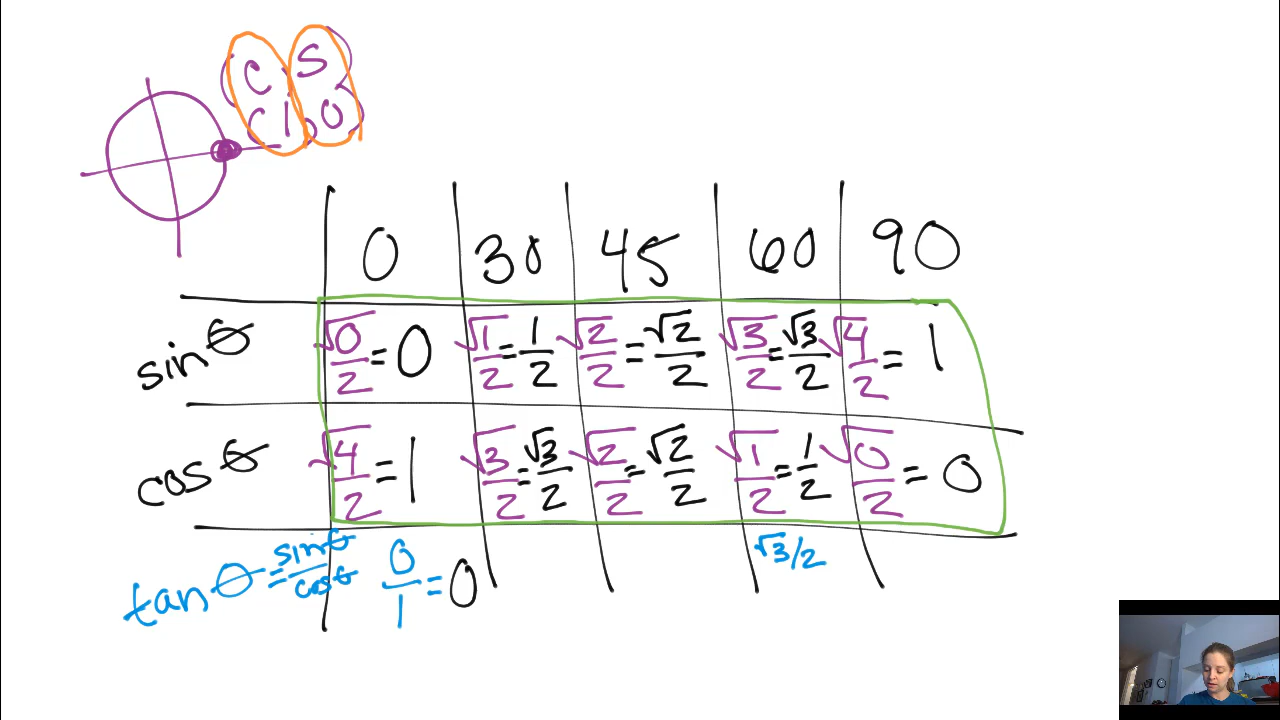 (C, S)
(1, 0)
0 30 45 60 90
sinθ √0/2 = 0 √1/2 = 1/2 √2/2 = √2/2 √3/2 = √3/2 √4/2 = 1
cosθ √4/2 = 1 √3/2 = √3/2 √2/2 = √2/2 √1/2 = 1/2 √0/2 = 0
tanθ = sinθ/cosθ 0/1 = 0 √3/2